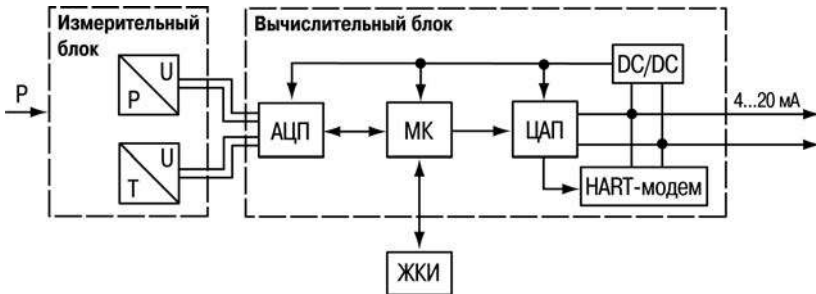 Измерительный
блок
Вычислительный блок
P
U
P
U
T
АЦП
МК
ЦАП
DC/DC
4...20 мА
HART-модем
ЖКИ